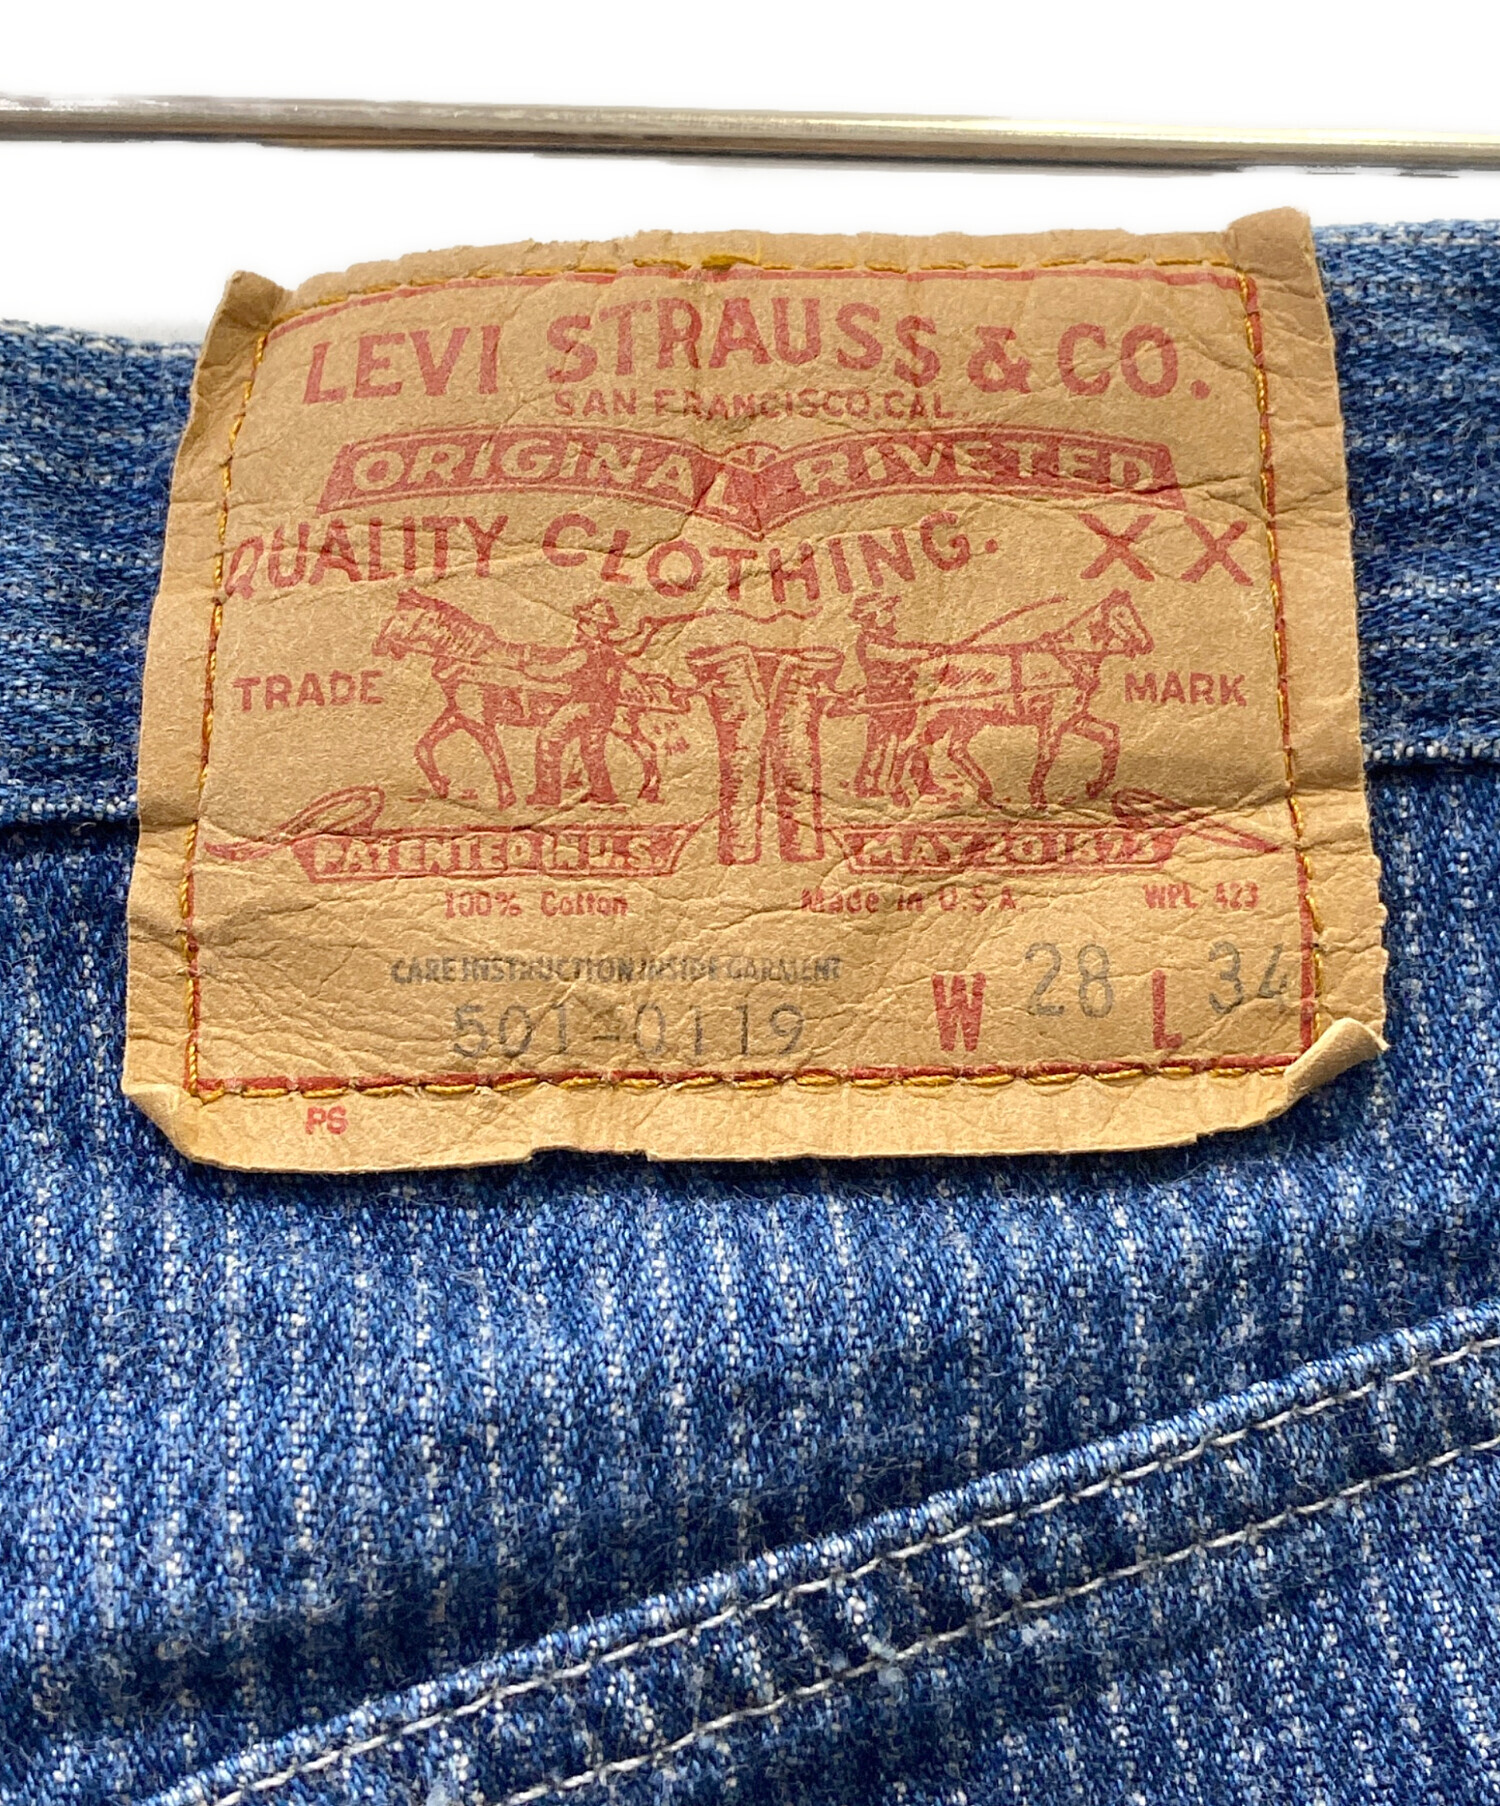 LEVI STRAUSS & CO.
SAN FRANCISCO, CAL.
ORIGINAL RIVETED
QUALITY CLOTHING. XX
TRADE MARK
PATENTED IN U.S. MAY 20 1873
100% Cotton Made in U.S.A. WPL 423
CARE INSTRUCTION INSIDE GARMENT
501-0119 W 28 L 34
PS